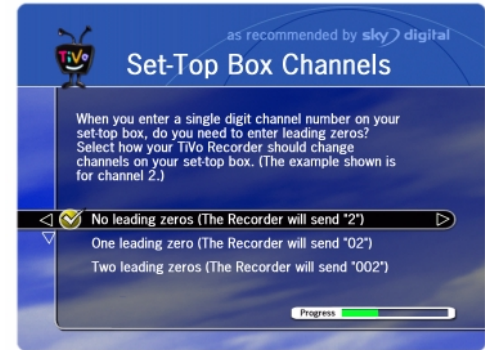 as recommended by sky digital
TiVo
Set-Top Box Channels
When you enter a single digit channel number on your
set-top box, do you need to enter leading zeros?
Select how your TiVo Recorder should change
channels on your set-top box. (The example shown is
for channel 2.)
No leading zeros (The Recorder will send "2")
One leading zero (The Recorder will send "02")
Two leading zeros (The Recorder will send "002")
Progress